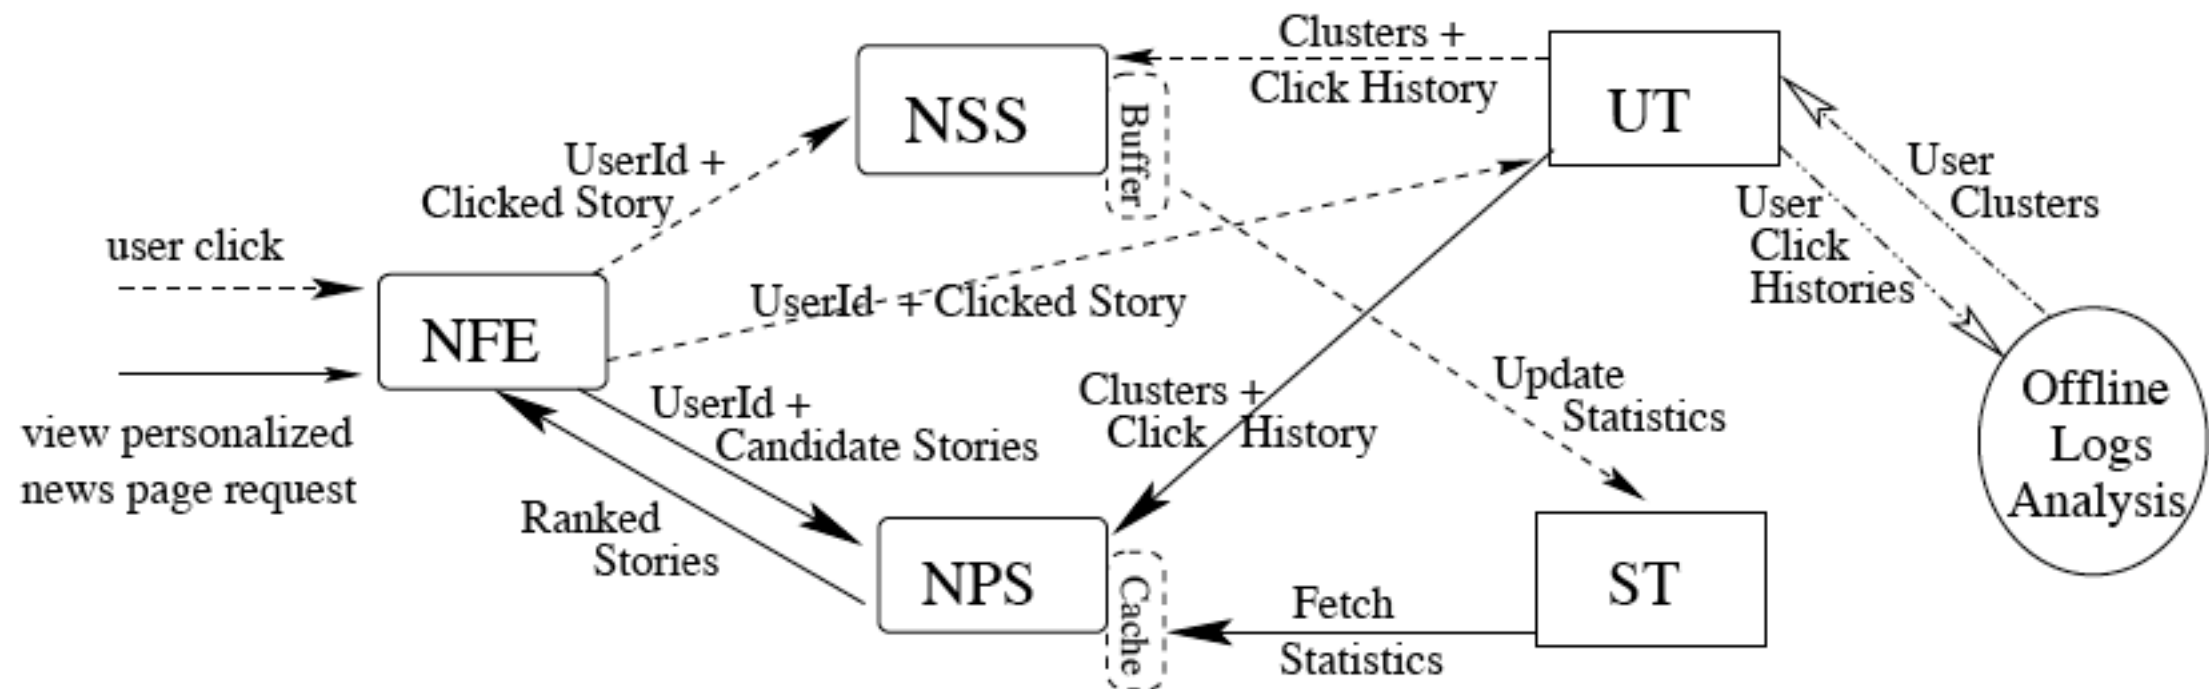 Clusters +
Click History
NSS
Buffer
UT
UserId +
Clicked Story
User
Clusters
User
Click
Histories
user click
UserId + Clicked Story
NFE
view personalized
news page request
UserId +
Candidate Stories
Clusters +
Click History
Update
Statistics
Offline
Logs
Analysis
Ranked
Stories
NPS
Cache
Fetch
Statistics
ST